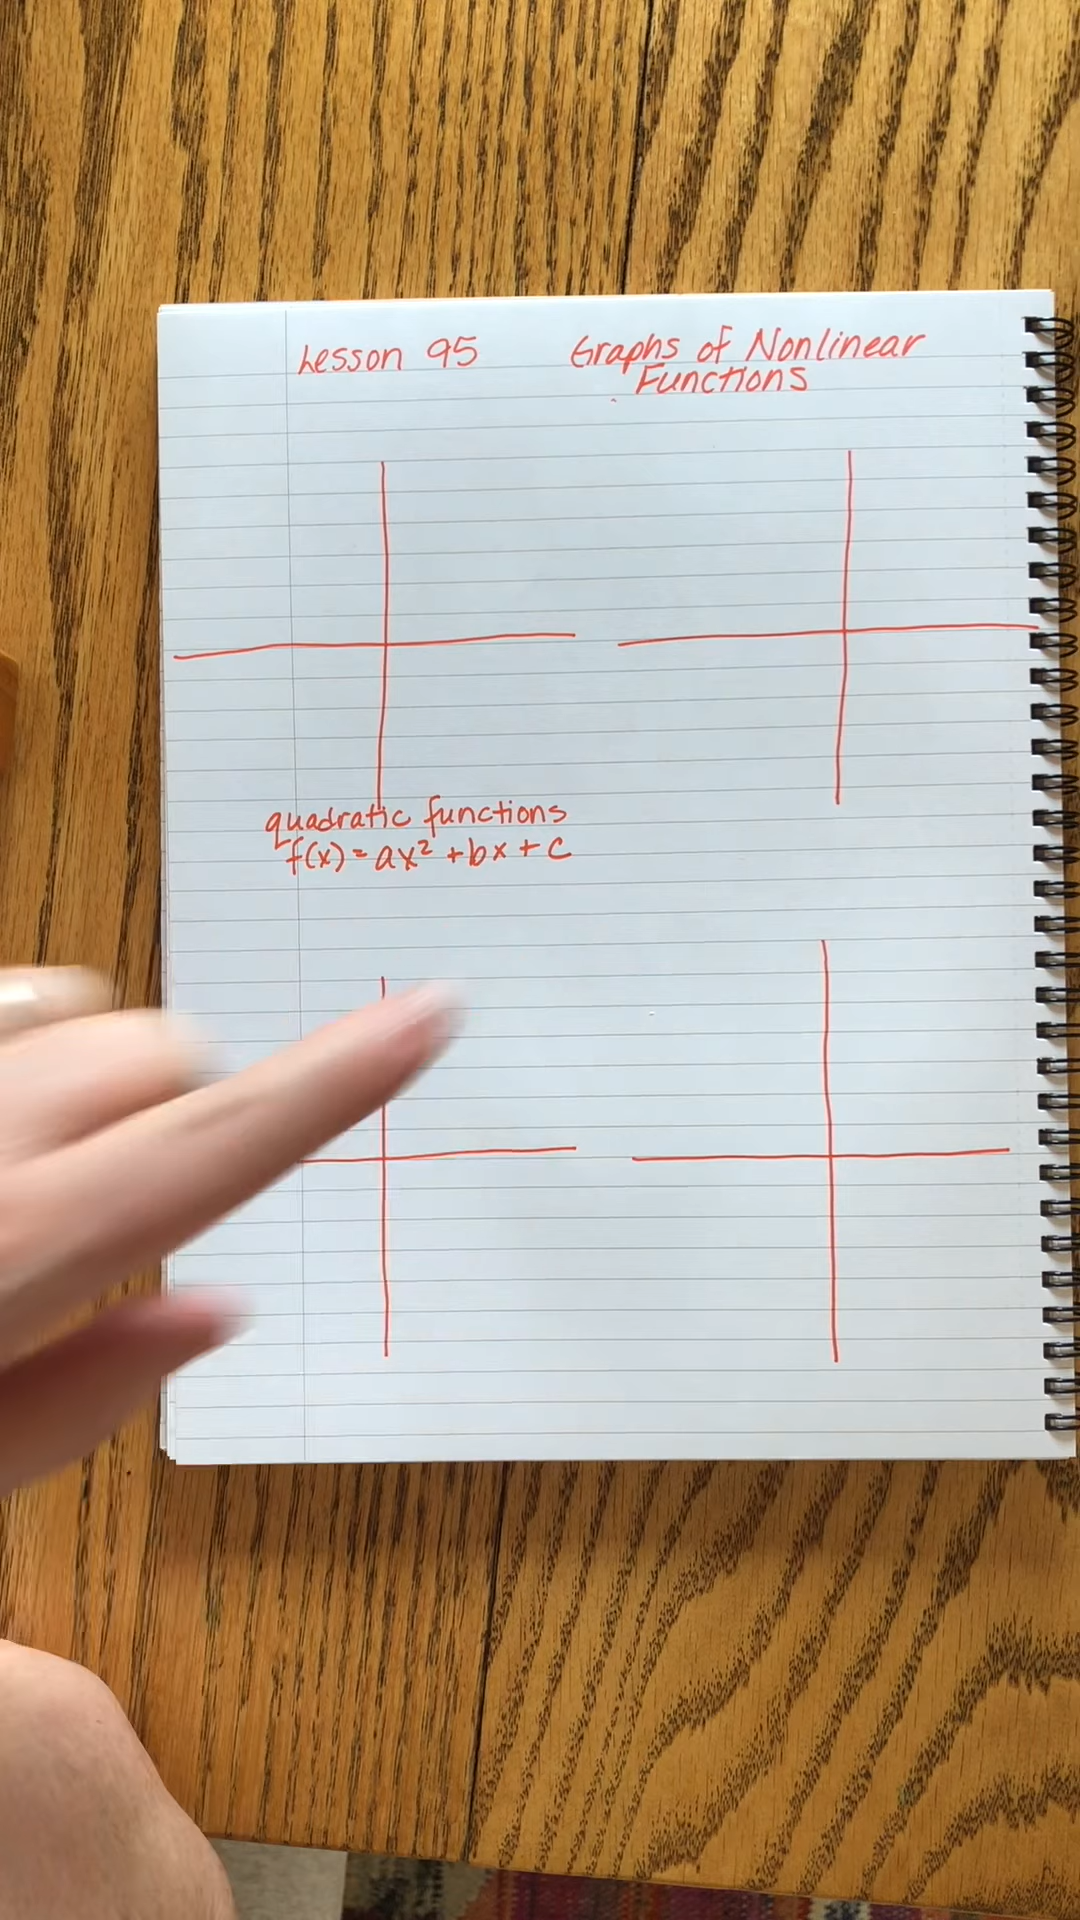 Lesson 95
Graphs of Nonlinear
Functions
quadratic functions
f(x) = ax² + bx + c